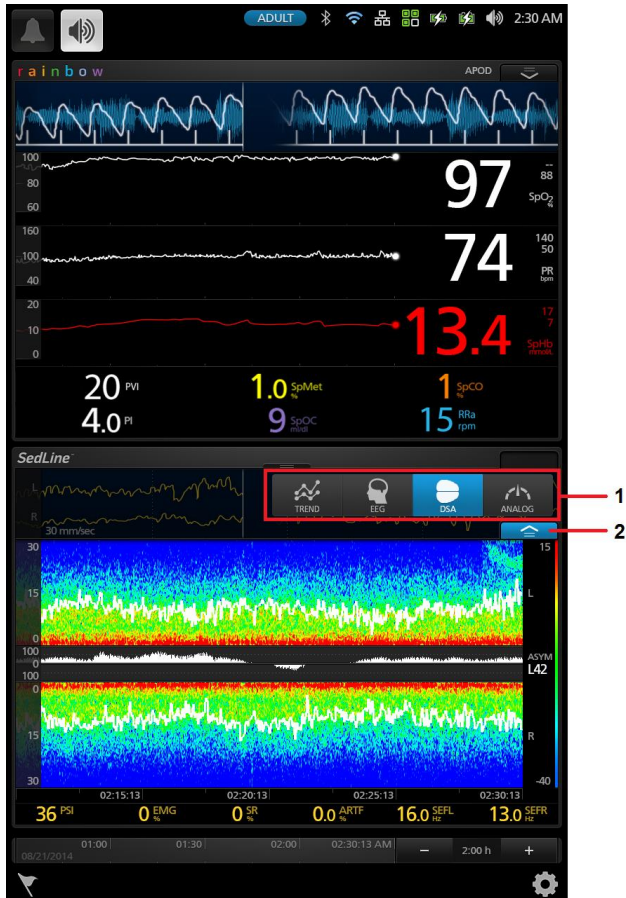 ADULT 2:30 AM
rainbow APOD
100
80
60
97
--
88
SpO2
%
160
100
40
74
140
50
PR
bpm
20
10
0
13.4
17
7
SpHb
20 PVI 1.0 SpMet % 1 SpCO %
4.0 PI 9 SpOC ml/dl 15 RRa rpm
SedLine
L
R
30 mm/sec
TREND EEG DSA ANALOG
1
2
30
15
0
15
L
100
0
100
ASYM
L42
0
15
30
R
-40
02:15:13 02:20:13 02:25:13 02:30:13
36 PSI 0 EMG % 0 SR % 0.0 ARTF % 16.0 SEFL Hz 13.0 SEFR Hz
01:00 01:30 02:00 02:30:13 AM − 2:00 h +
08/21/2014